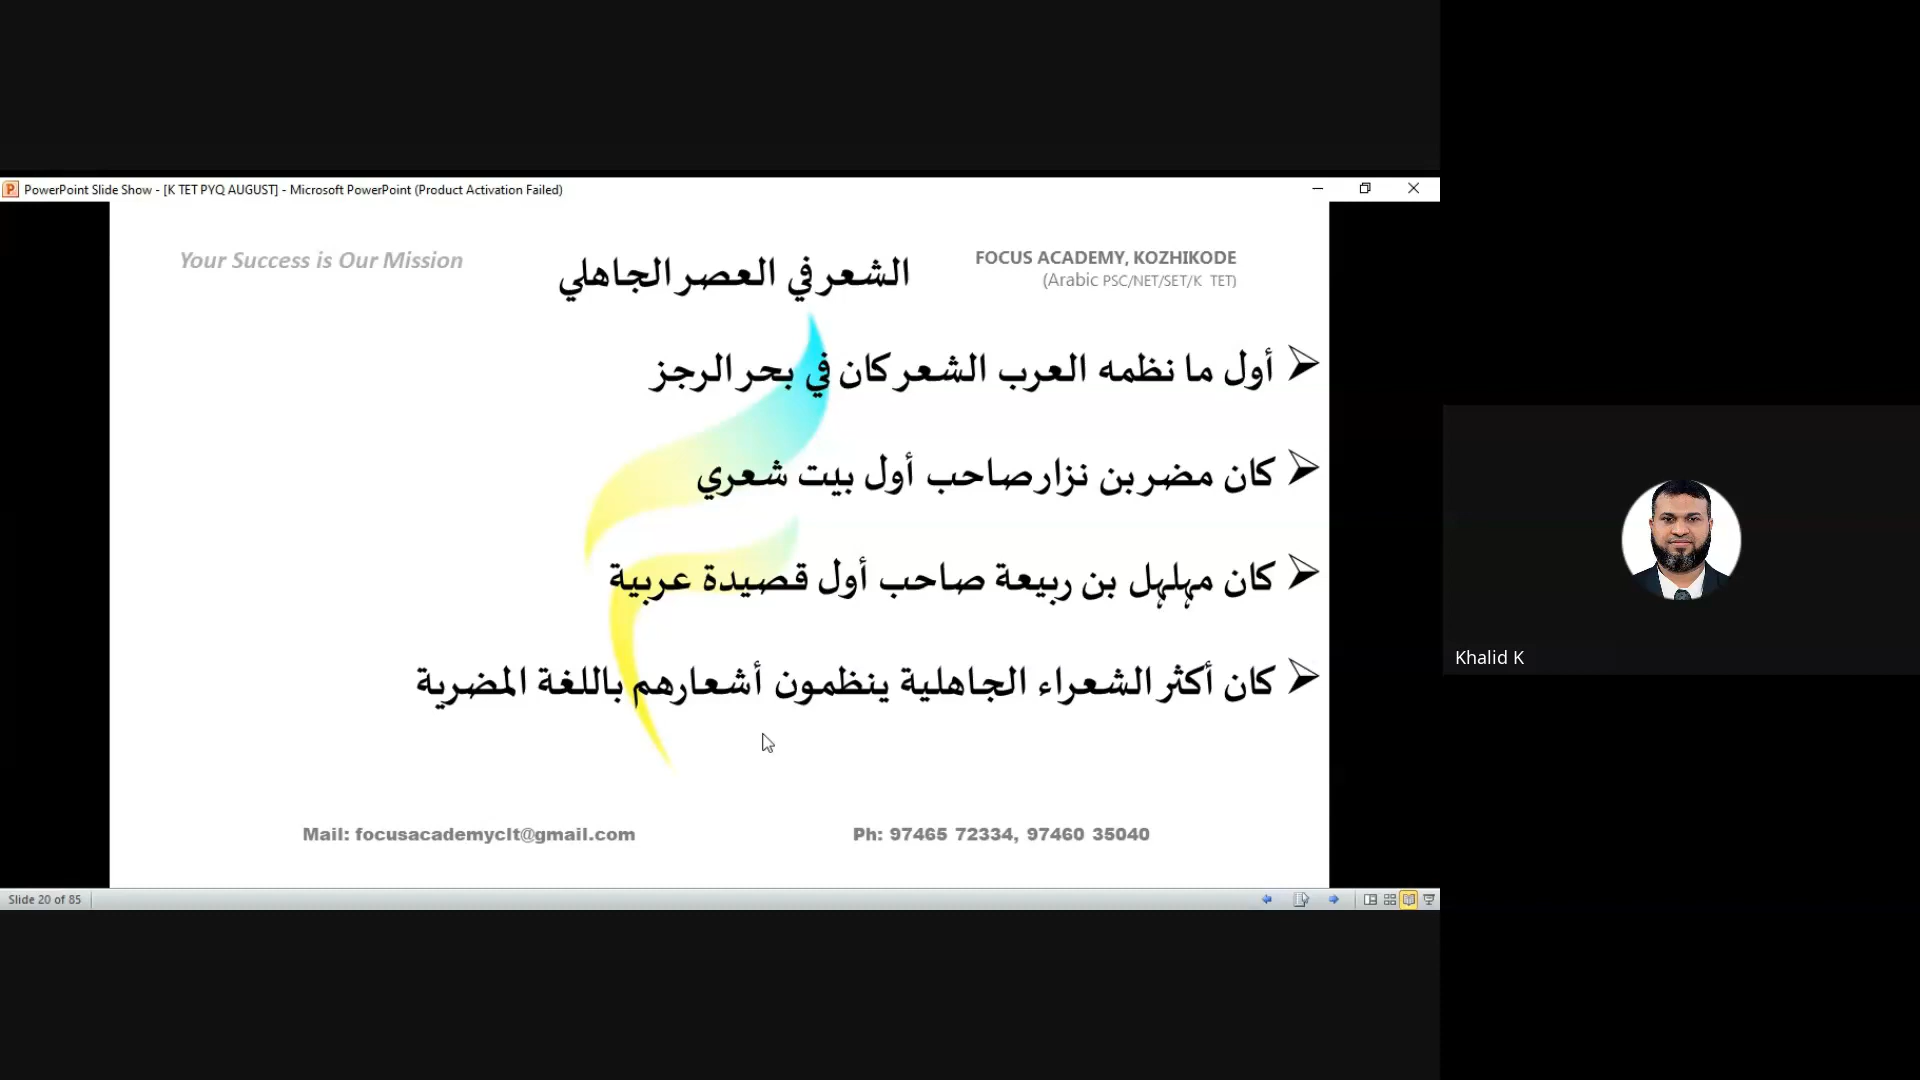 PowerPoint Slide Show - [K TET PYQ AUGUST] - Microsoft PowerPoint (Product Activation Failed)
Your Success is Our Mission
FOCUS ACADEMY, KOZHIKODE
(Arabic PSC/NET/SET/K TET)
الشعر في العصر الجاهلي
أول ما نظمه العرب الشعر كان في بحر الرجز
كان مضر بن نزار صاحب أول بيت شعري
كان مهلهل بن ربيعة صاحب أول قصيدة عربية
كان أكثر الشعراء الجاهلية ينظمون أشعارهم باللغة المضرية
Mail: focusacademyclt@gmail.com
Ph: 97465 72334, 97460 35040
Slide 20 of 85
Khalid K